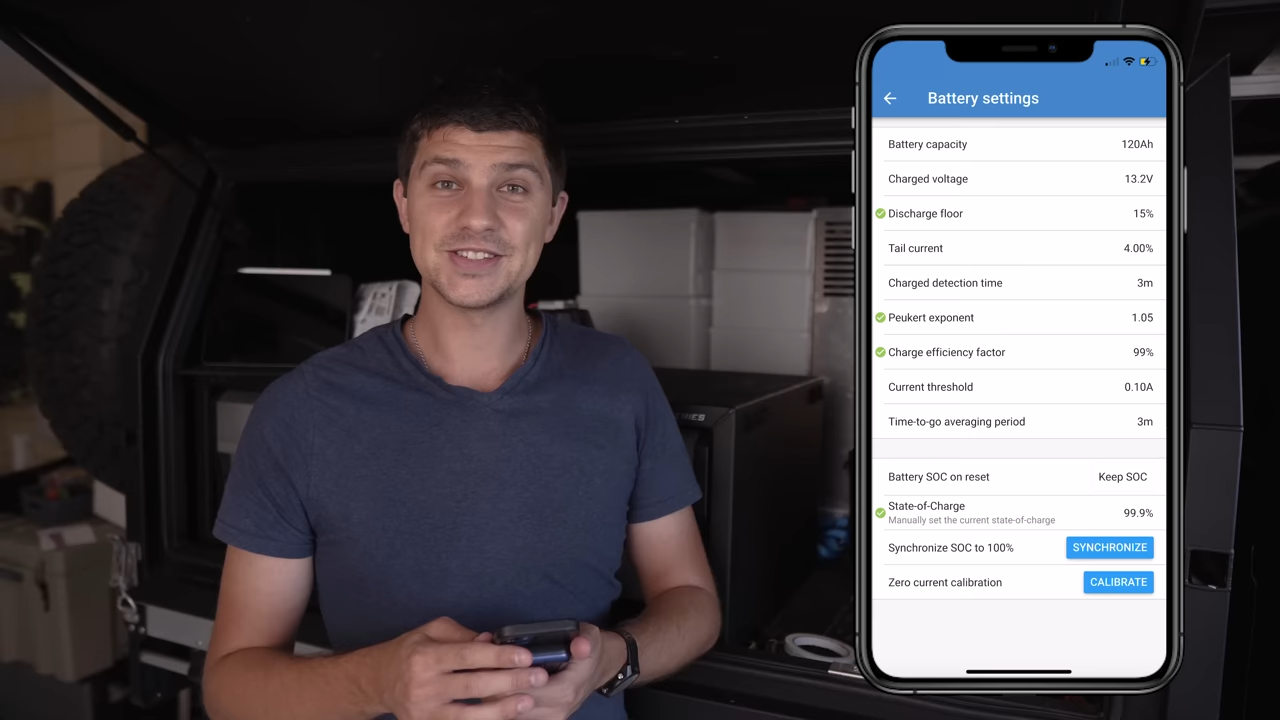 Battery settings
Battery capacity 120Ah
Charged voltage 13.2V
Discharge floor 15%
Tail current 4.00%
Charged detection time 3m
Peukert exponent 1.05
Charge efficiency factor 99%
Current threshold 0.10A
Time-to-go averaging period 3m
Battery SOC on reset Keep SOC
State-of-Charge 99.9%
Manually set the current state-of-charge
Synchronize SOC to 100% SYNCHRONIZE
Zero current calibration CALIBRATE